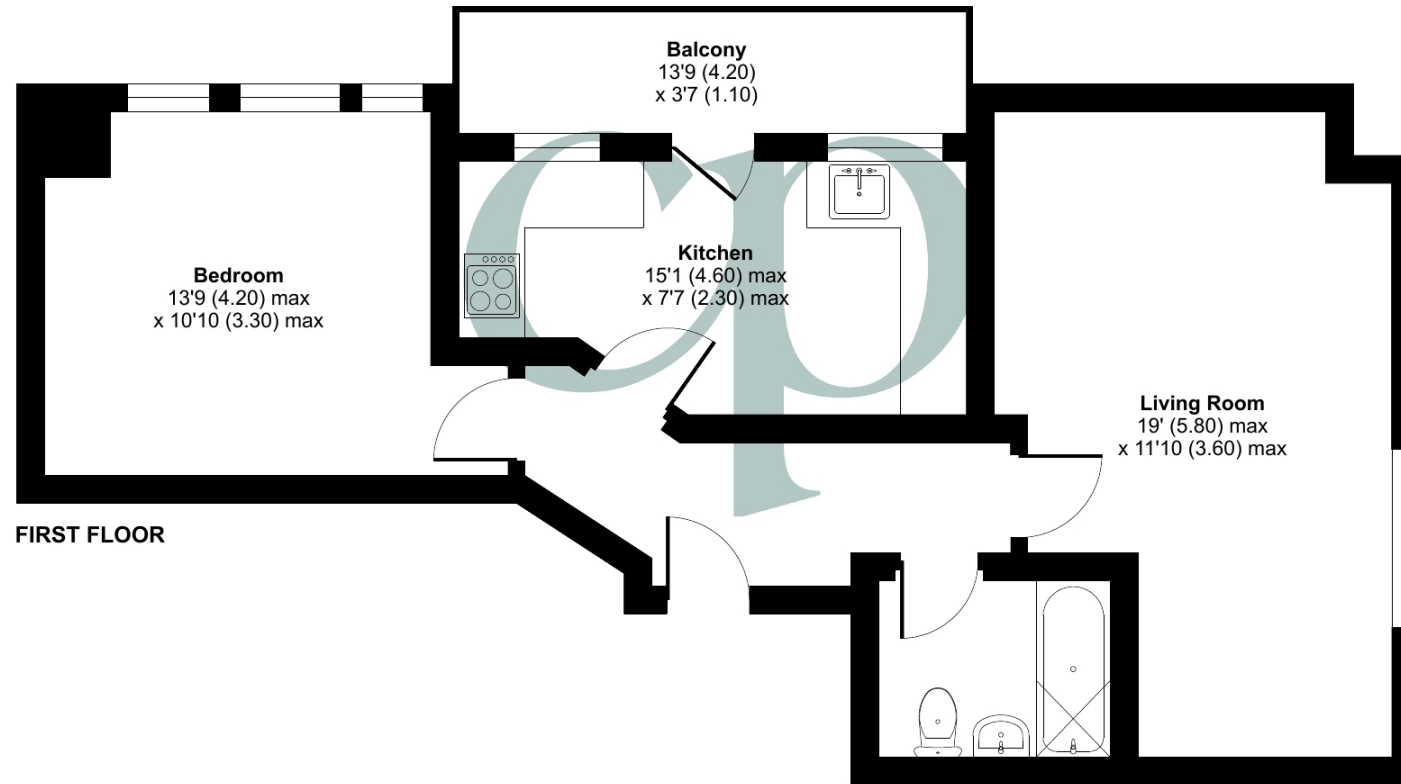 Balcony
13'9 (4.20)
x 3'7 (1.10)
Bedroom
13'9 (4.20) max
x 10'10 (3.30) max
Kitchen
15'1 (4.60) max
x 7'7 (2.30) max
Living Room
19' (5.80) max
x 11'10 (3.60) max
FIRST FLOOR
cp